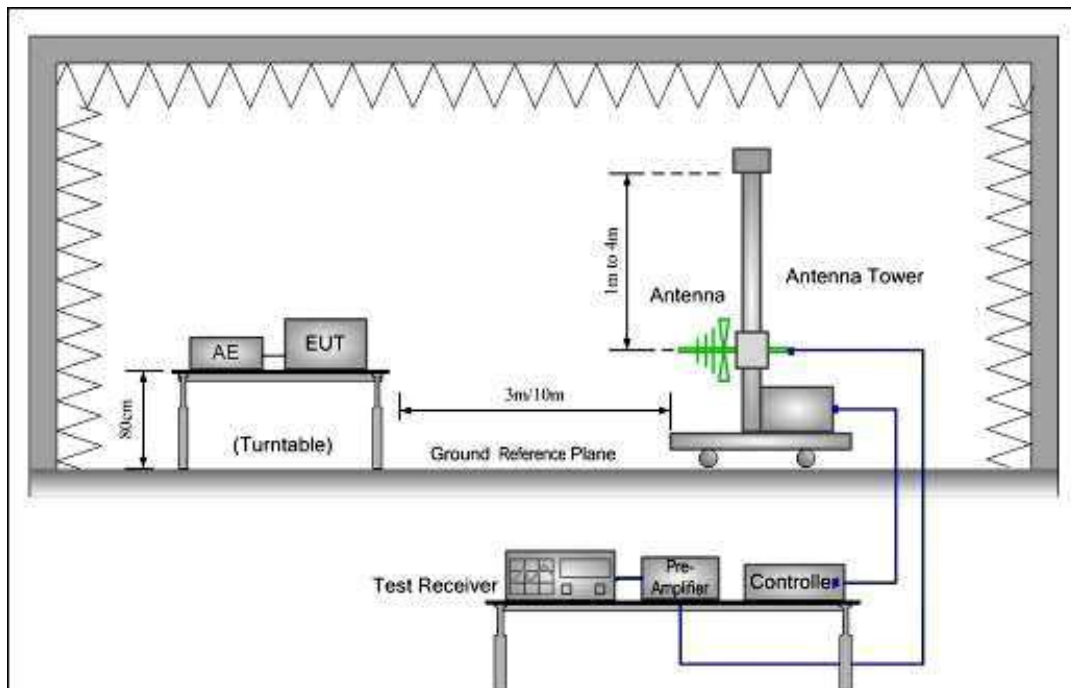 1m to 4m
Antenna Tower
Antenna
AE
EUT
3m/10m
80cm
(Turntable)
Ground Reference Plane
Test Receiver
Pre-
Amplifier
Controlle